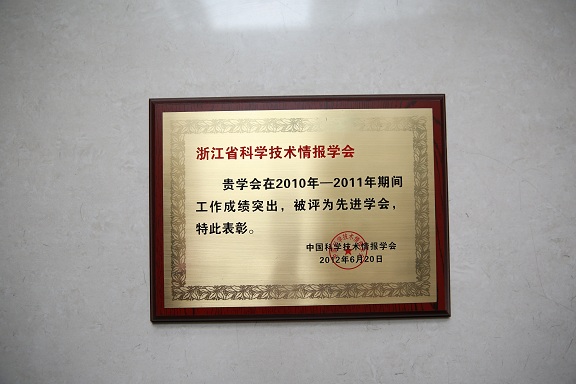 浙江省科学技术情报学会
贵学会在2010年—2011年期间
工作成绩突出，被评为先进学会，
特此表彰。
中国科学技术情报学会
2012年6月20日